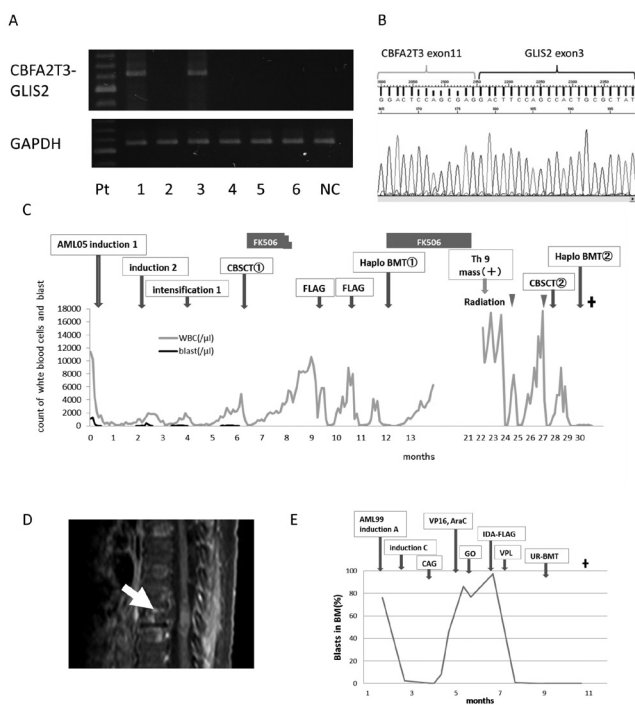 A
CBFA2T3-
GLIS2
GAPDH
Pt 1 2 3 4 5 6 NC
B
CBFA2T3 exon11 GLIS2 exon3
GGACTCCAGCGAGGACTTCCAGCCACTGCGCTAT
C
AML05 induction 1
induction 2
intensification 1
FK506
CBSCT①
FLAG
FLAG
FK506
Haplo BMT①
Th 9
mass(+)
Radiation
CBSCT②
Haplo BMT②
count of whte blood cells and blast
18000
16000
14000
12000
10000
8000
6000
4000
2000
0
WBC(/μl)
blast(/μl)
0 1 2 3 4 5 6 7 8 9 10 11 12 13 21 22 23 24 25 26 27 28 29 30
months
D
E
AML99
induction A
induction C
CAG
VP16, AraC
GO
IDA-FLAG
VPL
UR-BMT
Blasts in BM(%)
100
80
60
40
20
0
1 3 5 7 9 11
months